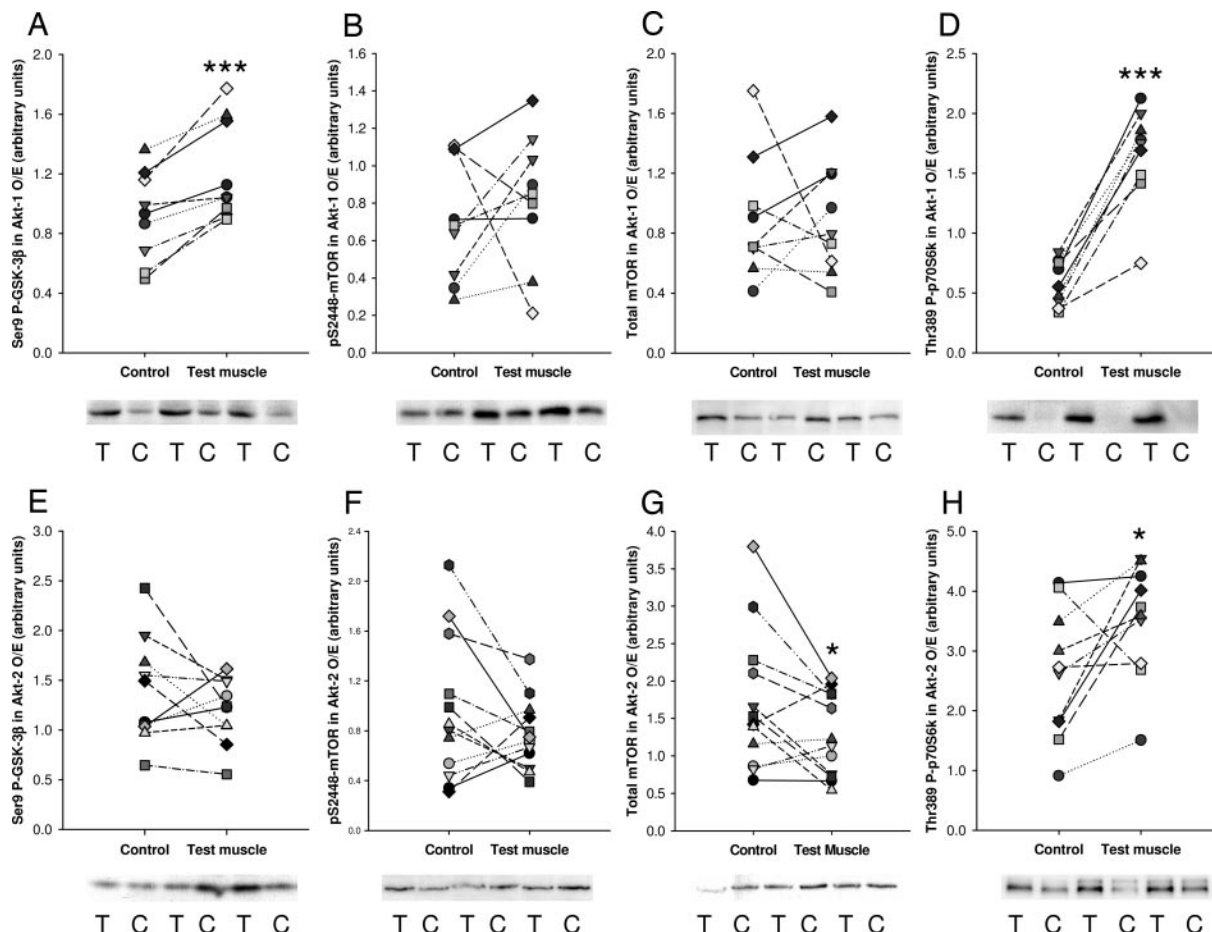 A
Ser9 P-GSK-3β in Akt-1 O/E (arbitrary units)
2.0
1.6
1.2
0.8
0.4
0.0
***
Control Test muscle
T C T C T C
B
pS2448-mTOR in Akt-1 O/E (arbitrary units)
1.6
1.4
1.2
1.0
0.8
0.6
0.4
0.2
0.0
Control Test muscle
T C T C T C
C
Total mTOR in Akt-1 O/E (arbitrary units)
2.0
1.6
1.2
0.8
0.4
0.0
Control Test muscle
T C T C T C
D
Thr389 P-p70S6k in Akt-1 O/E (arbitrary units)
2.5
2.0
1.5
1.0
0.5
0.0
***
Control Test muscle
T C T C T C
E
Ser9 P-GSK-3β in Akt-2 O/E (arbitrary units)
3.0
2.5
2.0
1.5
1.0
0.5
0.0
Control Test muscle
T C T C T C
F
pS2448-mTOR in Akt-2 O/E (arbitrary units)
2.4
2.0
1.6
1.2
0.8
0.4
0.0
Control Test muscle
T C T C T C
G
Total mTOR in Akt-2 O/E (arbitrary units)
4.0
3.5
3.0
2.5
2.0
1.5
1.0
0.5
0.0
*
Control Test Muscle
T C T C T C
H
Thr389 P-p70S6k in Akt-2 O/E (arbitrary units)
5.0
4.0
3.0
2.0
1.0
0.0
*
Control Test muscle
T C T C T C